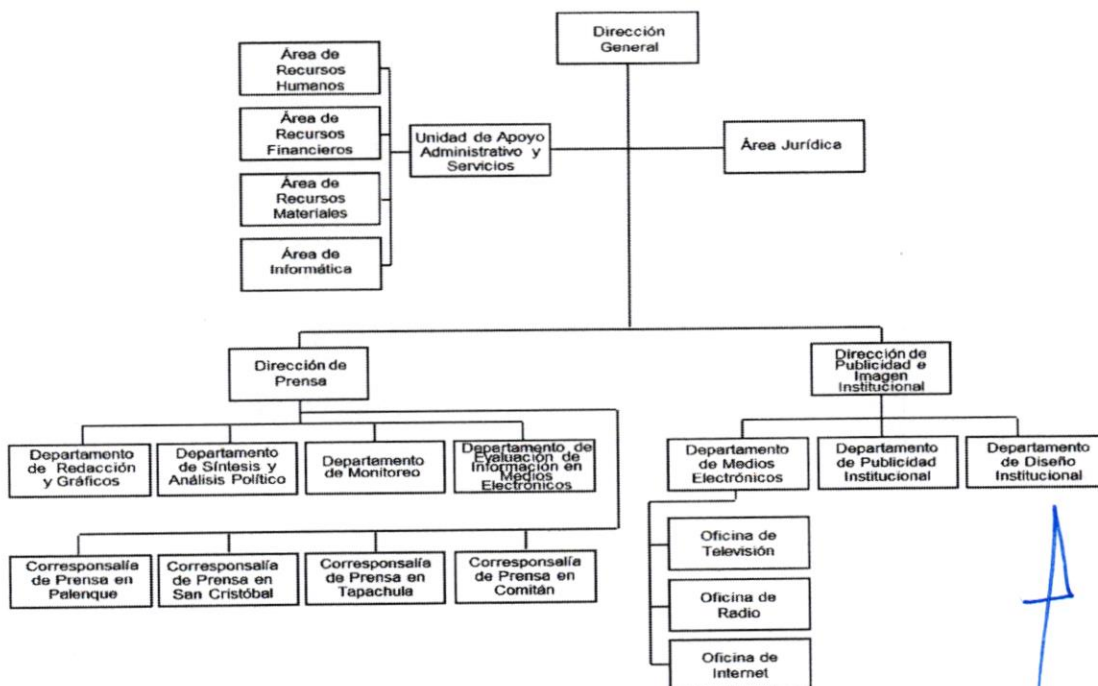 Dirección
General
Área de
Recursos
Humanos
Área de
Recursos
Financieros
Área de
Recursos
Materiales
Área de
Informática
Unidad de Apoyo
Administrativo y
Servicios
Área Jurídica
Dirección de
Prensa
Dirección de
Publicidad e
Imagen
Institucional
Departamento
de Redacción
y Gráficos
Departamento
de Síntesis y
Análisis Político
Departamento
de Monitoreo
Departamento de
Evaluación de
Información en
Medios
Electrónicos
Departamento
de Medios
Electrónicos
Departamento
de Publicidad
Institucional
Departamento
de Diseño
Institucional
Corresponsalía
de Prensa en
Palenque
Corresponsalía
de Prensa en
San Cristóbal
Corresponsalía
de Prensa en
Tapachula
Corresponsalía
de Prensa en
Comitán
Oficina de
Televisión
Oficina de
Radio
Oficina de
Internet